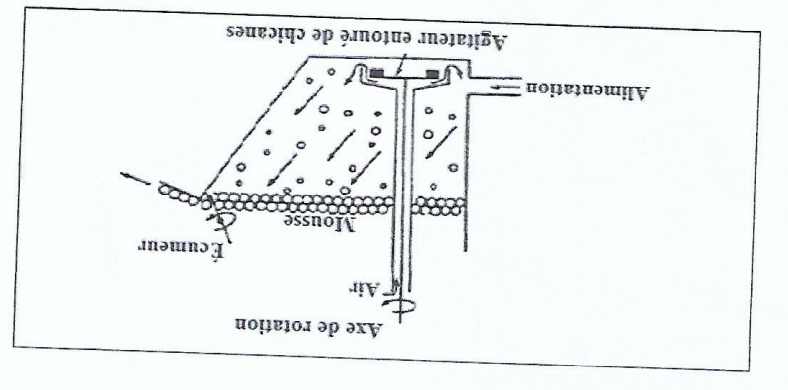 Axe de rotation
Air
Écumeur
Mousse
Alimentation
Agitateur entouré de chicanes